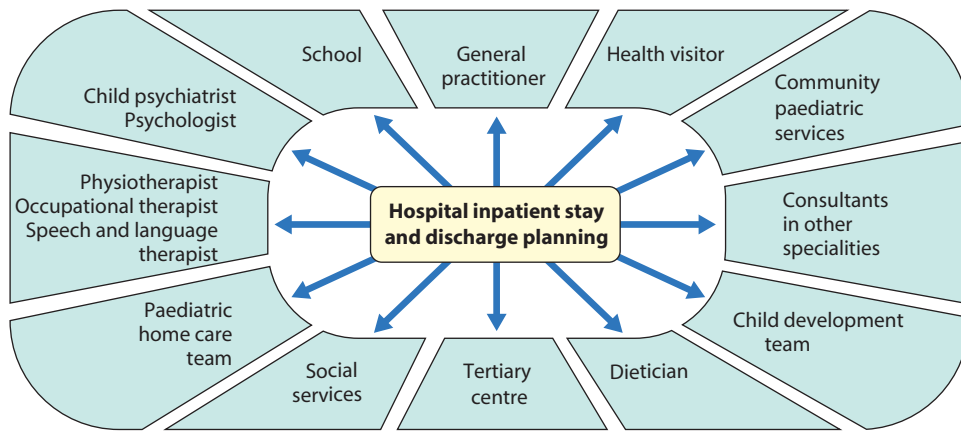 School
General
practitioner
Health visitor
Child psychiatrist
Psychologist
Community
paediatric
services
Physiotherapist
Occupational therapist
Speech and language
therapist
Hospital inpatient stay
and discharge planning
Consultants
in other
specialities
Paediatric
home care
team
Social
services
Tertiary
centre
Dietician
Child development
team